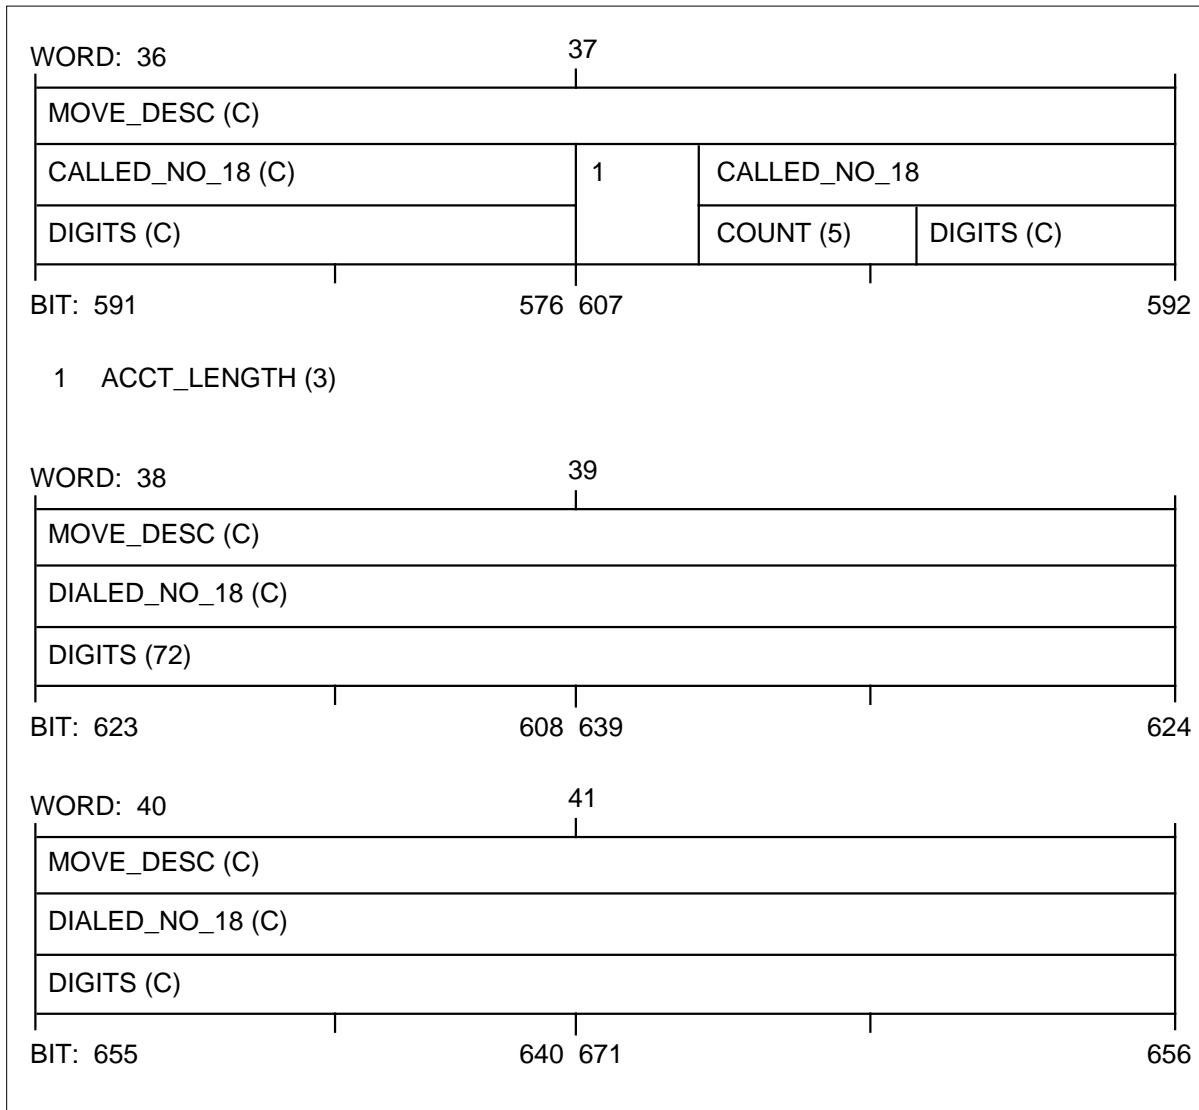 WORD: 36 37
MOVE_DESC (C)
CALLED_NO_18 (C) 1 CALLED_NO_18
DIGITS (C) COUNT (5) DIGITS (C)
BIT: 591 576 607 592
1 ACCT_LENGTH (3)
WORD: 38 39
MOVE_DESC (C)
DIALED_NO_18 (C)
DIGITS (72)
BIT: 623 608 639 624
WORD: 40 41
MOVE_DESC (C)
DIALED_NO_18 (C)
DIGITS (C)
BIT: 655 640 671 656